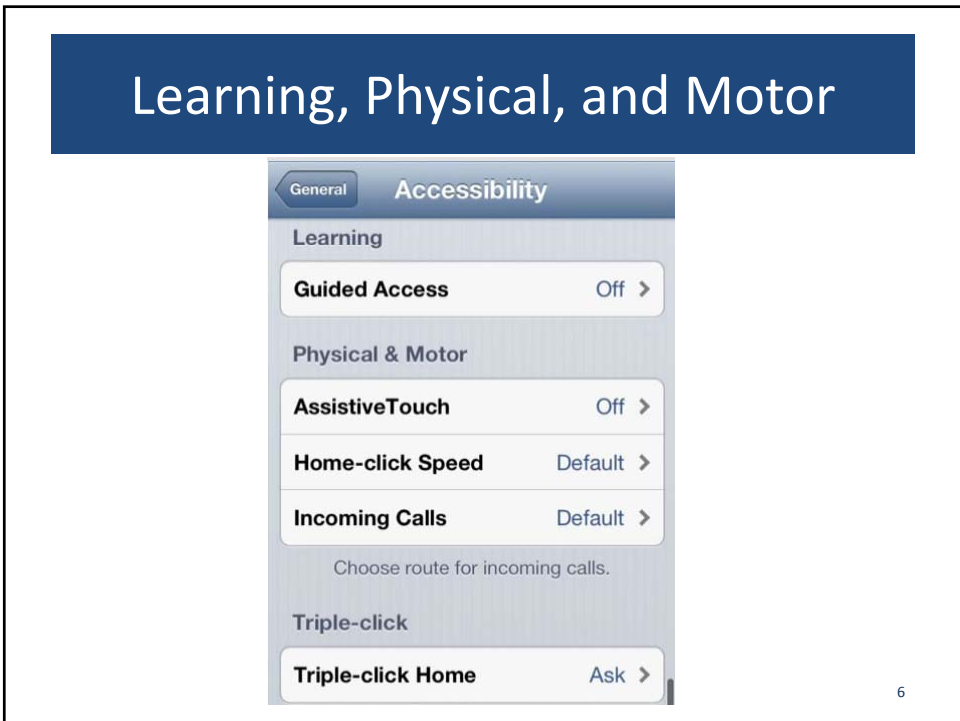 Learning, Physical, and Motor
General Accessibility
Learning
Guided Access Off
Physical & Motor
AssistiveTouch Off
Home-click Speed Default
Incoming Calls Default
Choose route for incoming calls.
Triple-click
Triple-click Home Ask
6